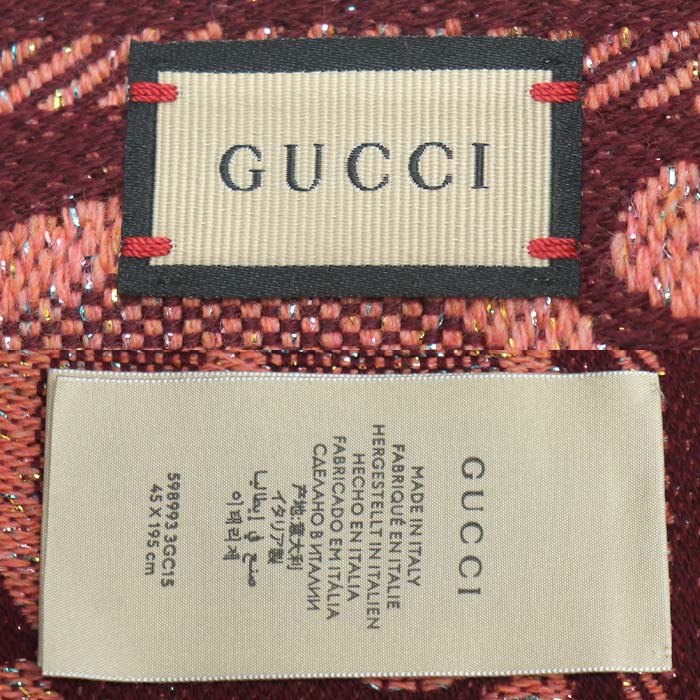 GUCCI
GUCCI
MADE IN ITALY
FABRIQUÉ EN ITALIE
HERGESTELLT IN ITALIEN
HECHO EN ITALIA
FABRICADO EM ITÁLIA
СДЕЛАНО В ИТАЛИИ
产地意大利
イタリア製
صنع في إيطاليا
이태리제
598993 3GC15
45 X 195 cm